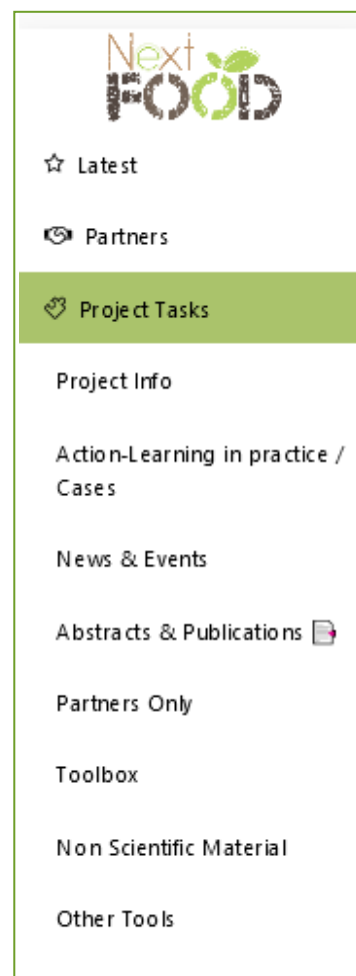 Next
FOOD
Latest
Partners
Project Tasks
Project Info
Action-Learning in practice /
Cases
News & Events
Abstracts & Publications
Partners Only
Toolbox
Non Scientific Material
Other Tools